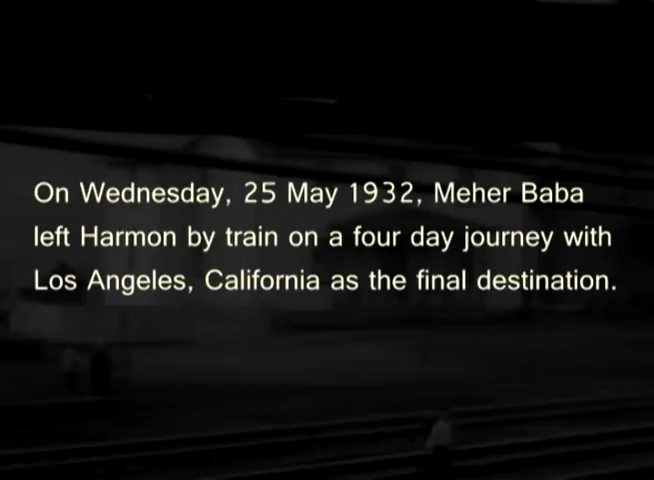 On Wednesday, 25 May 1932, Meher Baba
left Harmon by train on a four day journey with
Los Angeles, California as the final destination.